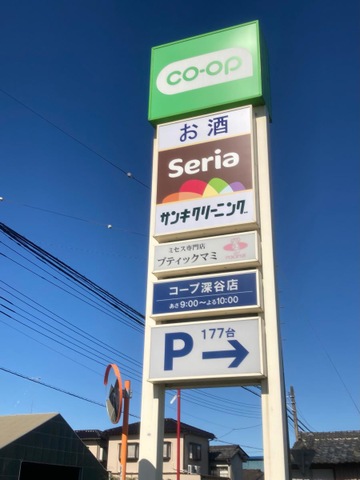 co-op
お酒
Seria
サンキクリーニング
ミセス専門店
ブティックマミ
コープ深谷店
あさ9:00〜よる10:00
P 177台 →